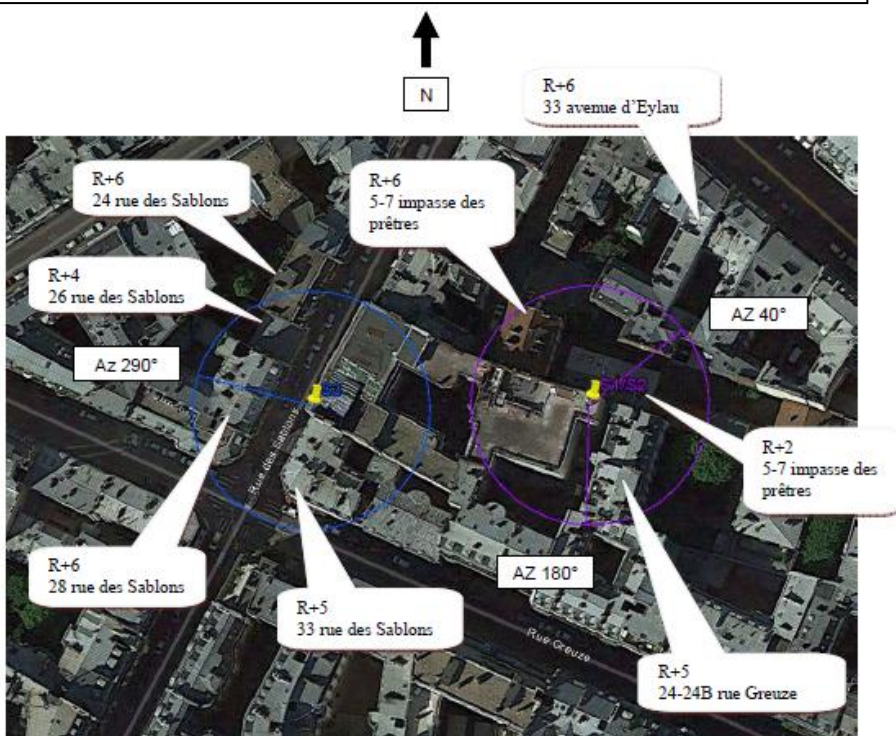 N
R+6
33 avenue d'Eylau
R+6
24 rue des Sablons
R+6
5-7 impasse des
prêtres
R+4
26 rue des Sablons
AZ 40°
Az 290°
Rue des Sablons
R+2
5-7 impasse des
prêtres
R+6
28 rue des Sablons
AZ 180°
R+5
33 rue des Sablons
Rue Greuze
R+5
24-24B rue Greuze